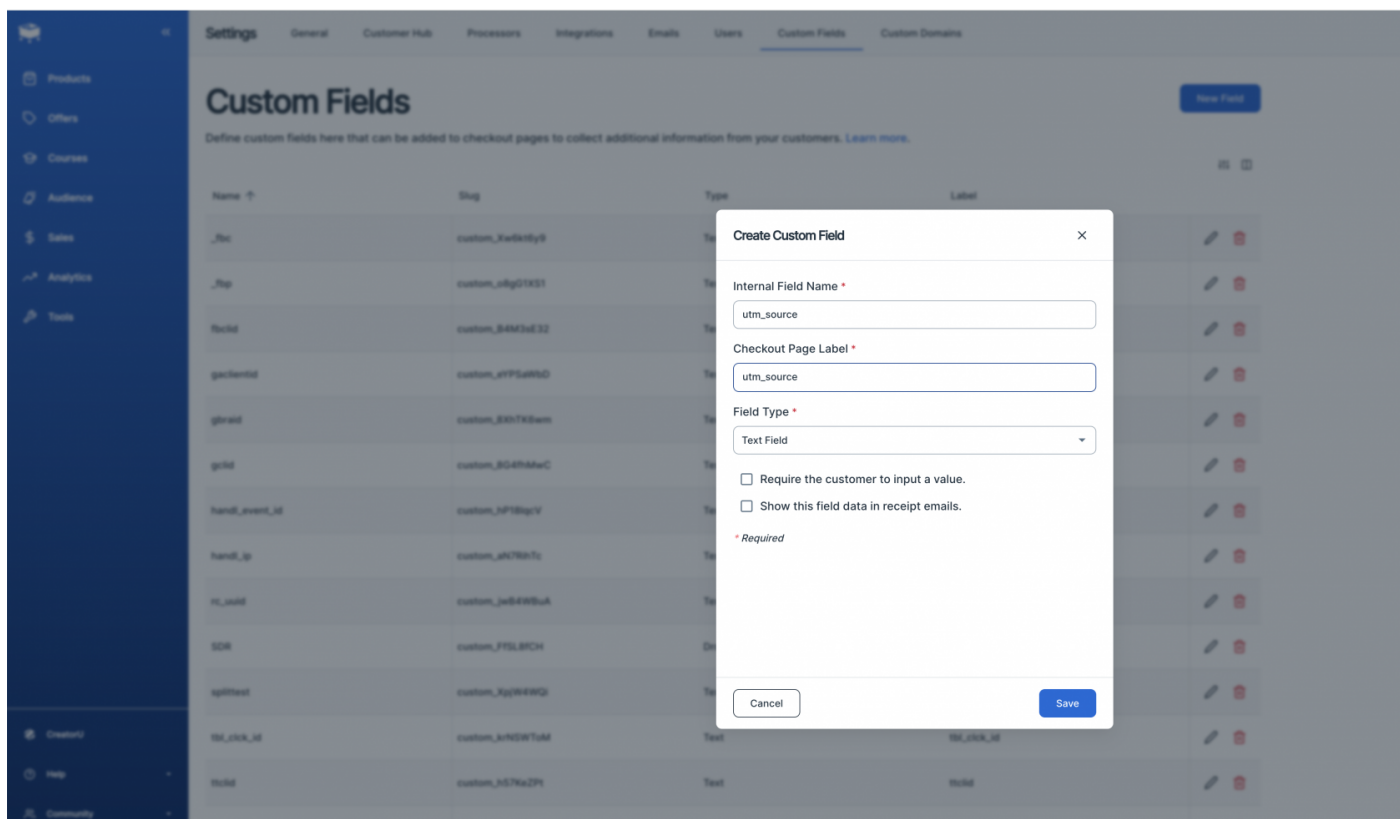 Settings General Customer Hub Processors Integrations Emails Users Custom Fields Custom Domains
Products
Offers
Courses
Audience
Sales
Analytics
Tools
CreatorU
Help
Community
Custom Fields
New Field
Define custom fields here that can be added to checkout pages to collect additional information from your customers. Learn more.
Name ↑ Slug Type Label
_fbc
_fbp
fbclid
gaclientid
gbraid
gclid
handl_event_id
handl_ip
rc_uuid
SDR
splittest
tbl_click_id Text tbl_click_id
ttclid Text ttclid
Create Custom Field
Internal Field Name *
utm_source
Checkout Page Label *
utm_source
Field Type *
Text Field
Require the customer to input a value.
Show this field data in receipt emails.
* Required
Cancel Save